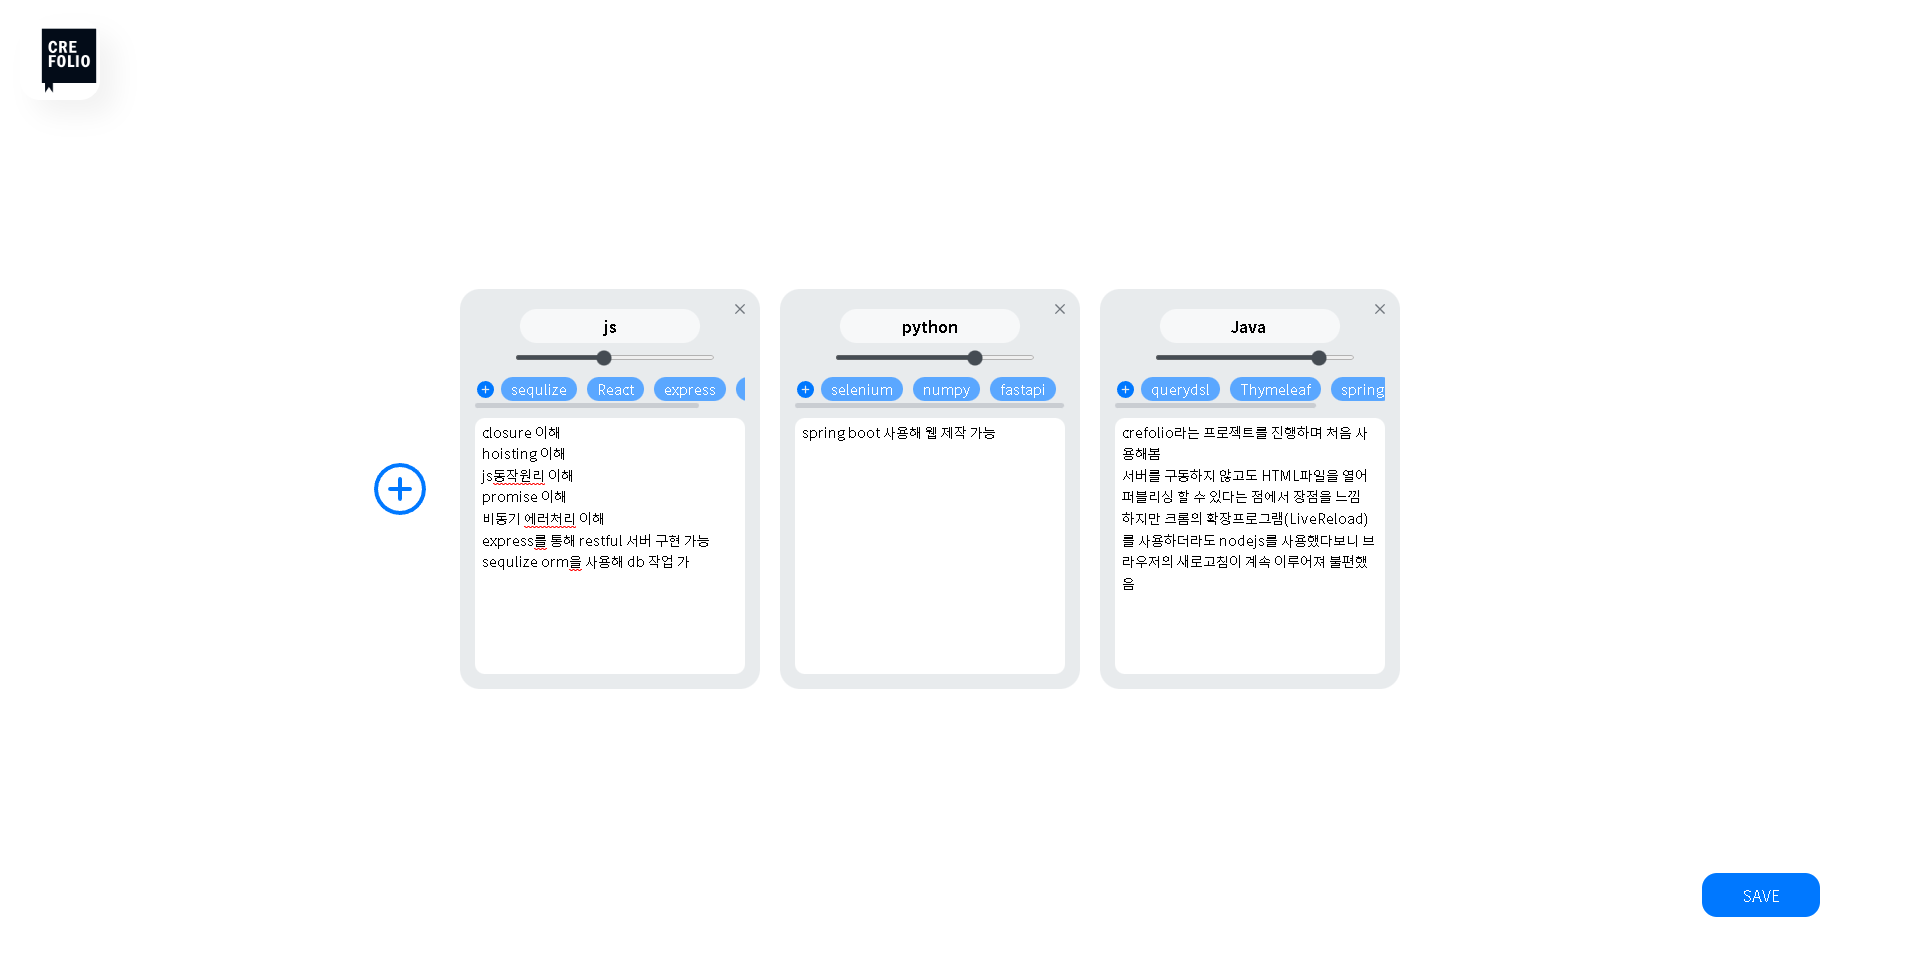 CRE
FOLIO
js
sequlize React express
closure 이해
hoisting 이해
js동작원리 이해
promise 이해
비동기 에러처리 이해
express를 통해 restful 서버 구현 가능
sequlize orm을 사용해 db 작업 가
python
selenium numpy fastapi
spring boot 사용해 웹 제작 가능
Java
querydsl Thymeleaf spring
crefolio라는 프로젝트를 진행하며 처음 사
용해봄
서버를 구동하지 않고도 HTML파일을 열어
퍼블리싱 할 수 있다는 점에서 장점을 느낌
하지만 크롬의 확장프로그램(LiveReload)
를 사용하더라도 nodejs를 사용했다보니 브
라우저의 새로고침이 계속 이루어져 불편했
음
SAVE